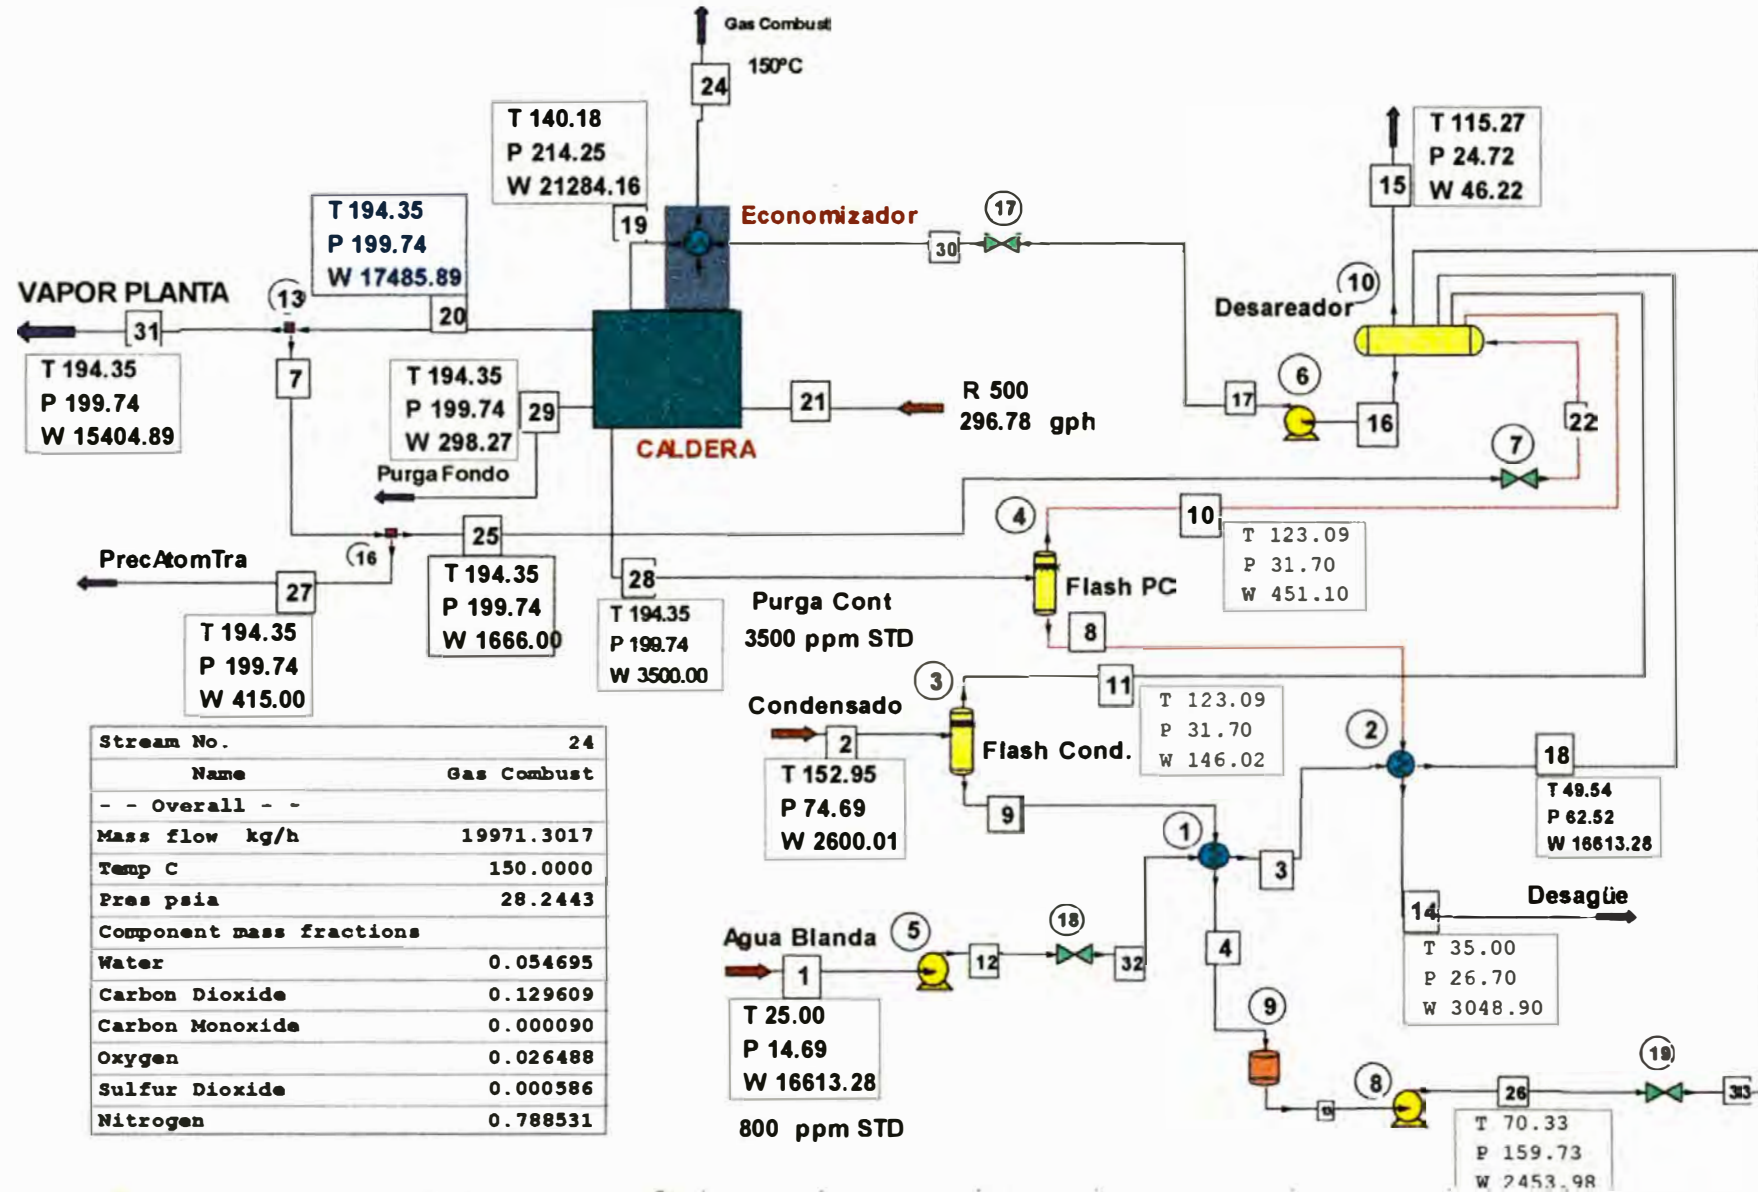 Gas Combust
150ºC
24
T 140.18
P 214.25
W 21284.16
19
Economizador
17
30
T 115.27
P 24.72
W 46.22
15
10
Desareador
T 194.35
P 199.74
W 17485.89
VAPOR PLANTA
13
20
31
T 194.35
P 199.74
W 15404.89
7
T 194.35
P 199.74
W 298.27
29
CALDERA
21
R 500
296.78 gph
17
6
16
22
7
Purga Fondo
25
16
PrecAtomTra
27
T 194.35
P 199.74
W 1666.00
T 194.35
P 199.74
W 415.00
28
T 194.35
P 199.74
W 3500.00
Purga Cont
3500 ppm STD
4
10
Flash PC
T 123.09
P 31.70
W 451.10
8
3
11
Condensado
2
Flash Cond.
T 123.09
P 31.70
W 146.02
T 152.95
P 74.69
W 2600.01
9
2
18
T 49.54
P 62.52
W 16613.28
1
3
14
Desagüe
T 35.00
P 26.70
W 3048.90
Agua Blanda
5
1
12
18
32
4
T 25.00
P 14.69
W 16613.28
800 ppm STD
9
8
26
19
33
T 70.33
P 159.73
W 2453.98
Stream No. 24
Name Gas Combust
- - Overall - -
Mass flow kg/h 19971.3017
Temp C 150.0000
Pres psia 28.2443
Component mass fractions
Water 0.054695
Carbon Dioxide 0.129609
Carbon Monoxide 0.000090
Oxygen 0.026488
Sulfur Dioxide 0.000586
Nitrogen 0.788531